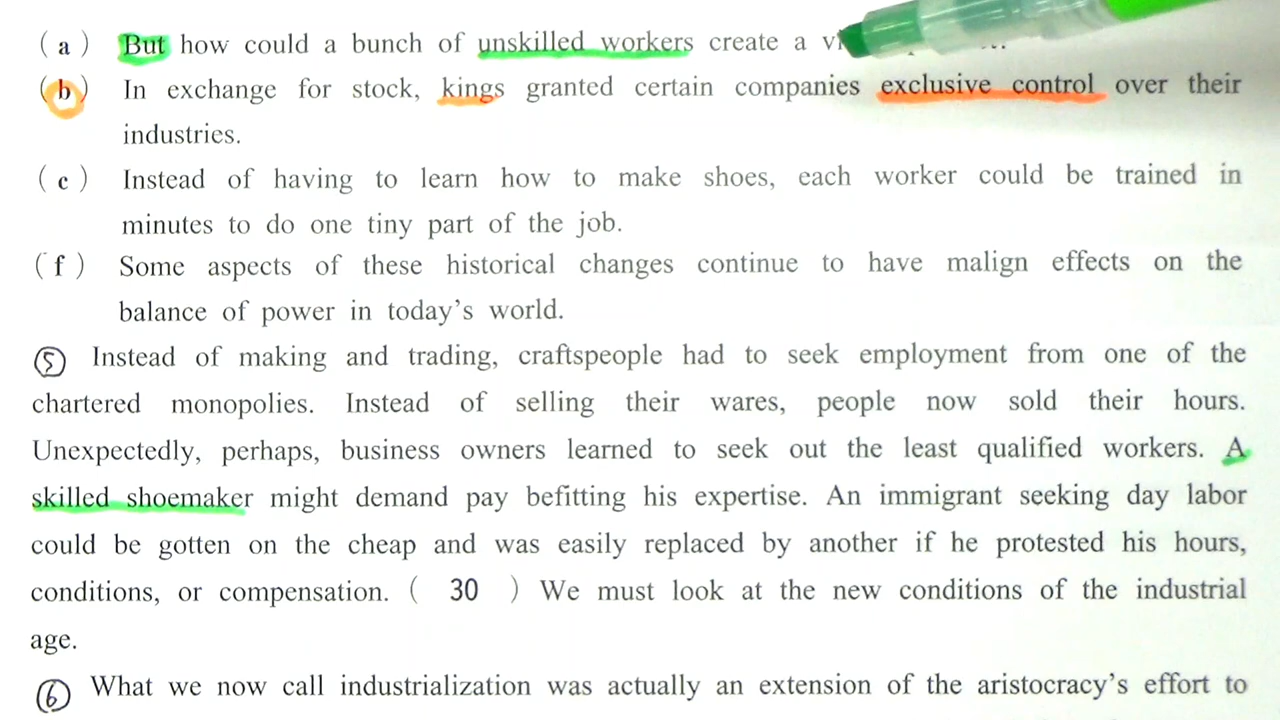 ( a ) But how could a bunch of unskilled workers create a
( b ) In exchange for stock, kings granted certain companies exclusive control over their
industries.
( c ) Instead of having to learn how to make shoes, each worker could be trained in
minutes to do one tiny part of the job.
( f ) Some aspects of these historical changes continue to have malign effects on the
balance of power in today's world.
⑤ Instead of making and trading, craftspeople had to seek employment from one of the
chartered monopolies. Instead of selling their wares, people now sold their hours.
Unexpectedly, perhaps, business owners learned to seek out the least qualified workers. A
skilled shoemaker might demand pay befitting his expertise. An immigrant seeking day labor
could be gotten on the cheap and was easily replaced by another if he protested his hours,
conditions, or compensation. ( 30 ) We must look at the new conditions of the industrial
age.
⑥ What we now call industrialization was actually an extension of the aristocracy's effort to